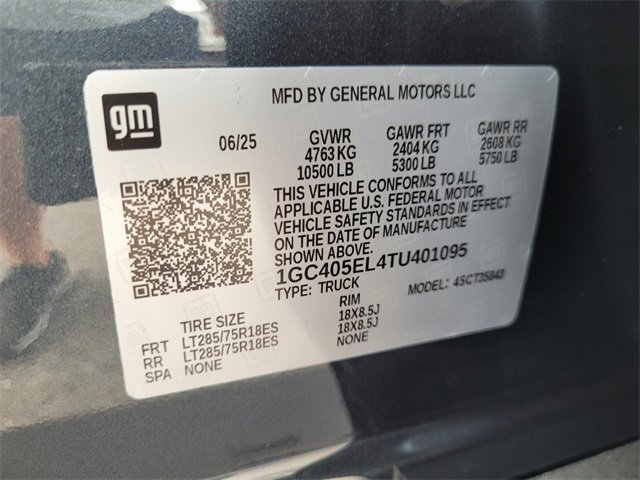 gm
MFD BY GENERAL MOTORS LLC
06/25 GVWR GAWR FRT GAWR RR
4763 KG 2404 KG 2608 KG
10500 LB 5300 LB 5750 LB
THIS VEHICLE CONFORMS TO ALL
APPLICABLE U.S. FEDERAL MOTOR
VEHICLE SAFETY STANDARDS IN EFFECT
ON THE DATE OF MANUFACTURE
SHOWN ABOVE.
1GC405EL4TU401095
TYPE: TRUCK MODEL:
TIRE SIZE RIM
FRT LT285/75R18ES 18X8.5J
RR LT285/75R18ES 18X8.5J
SPA NONE NONE